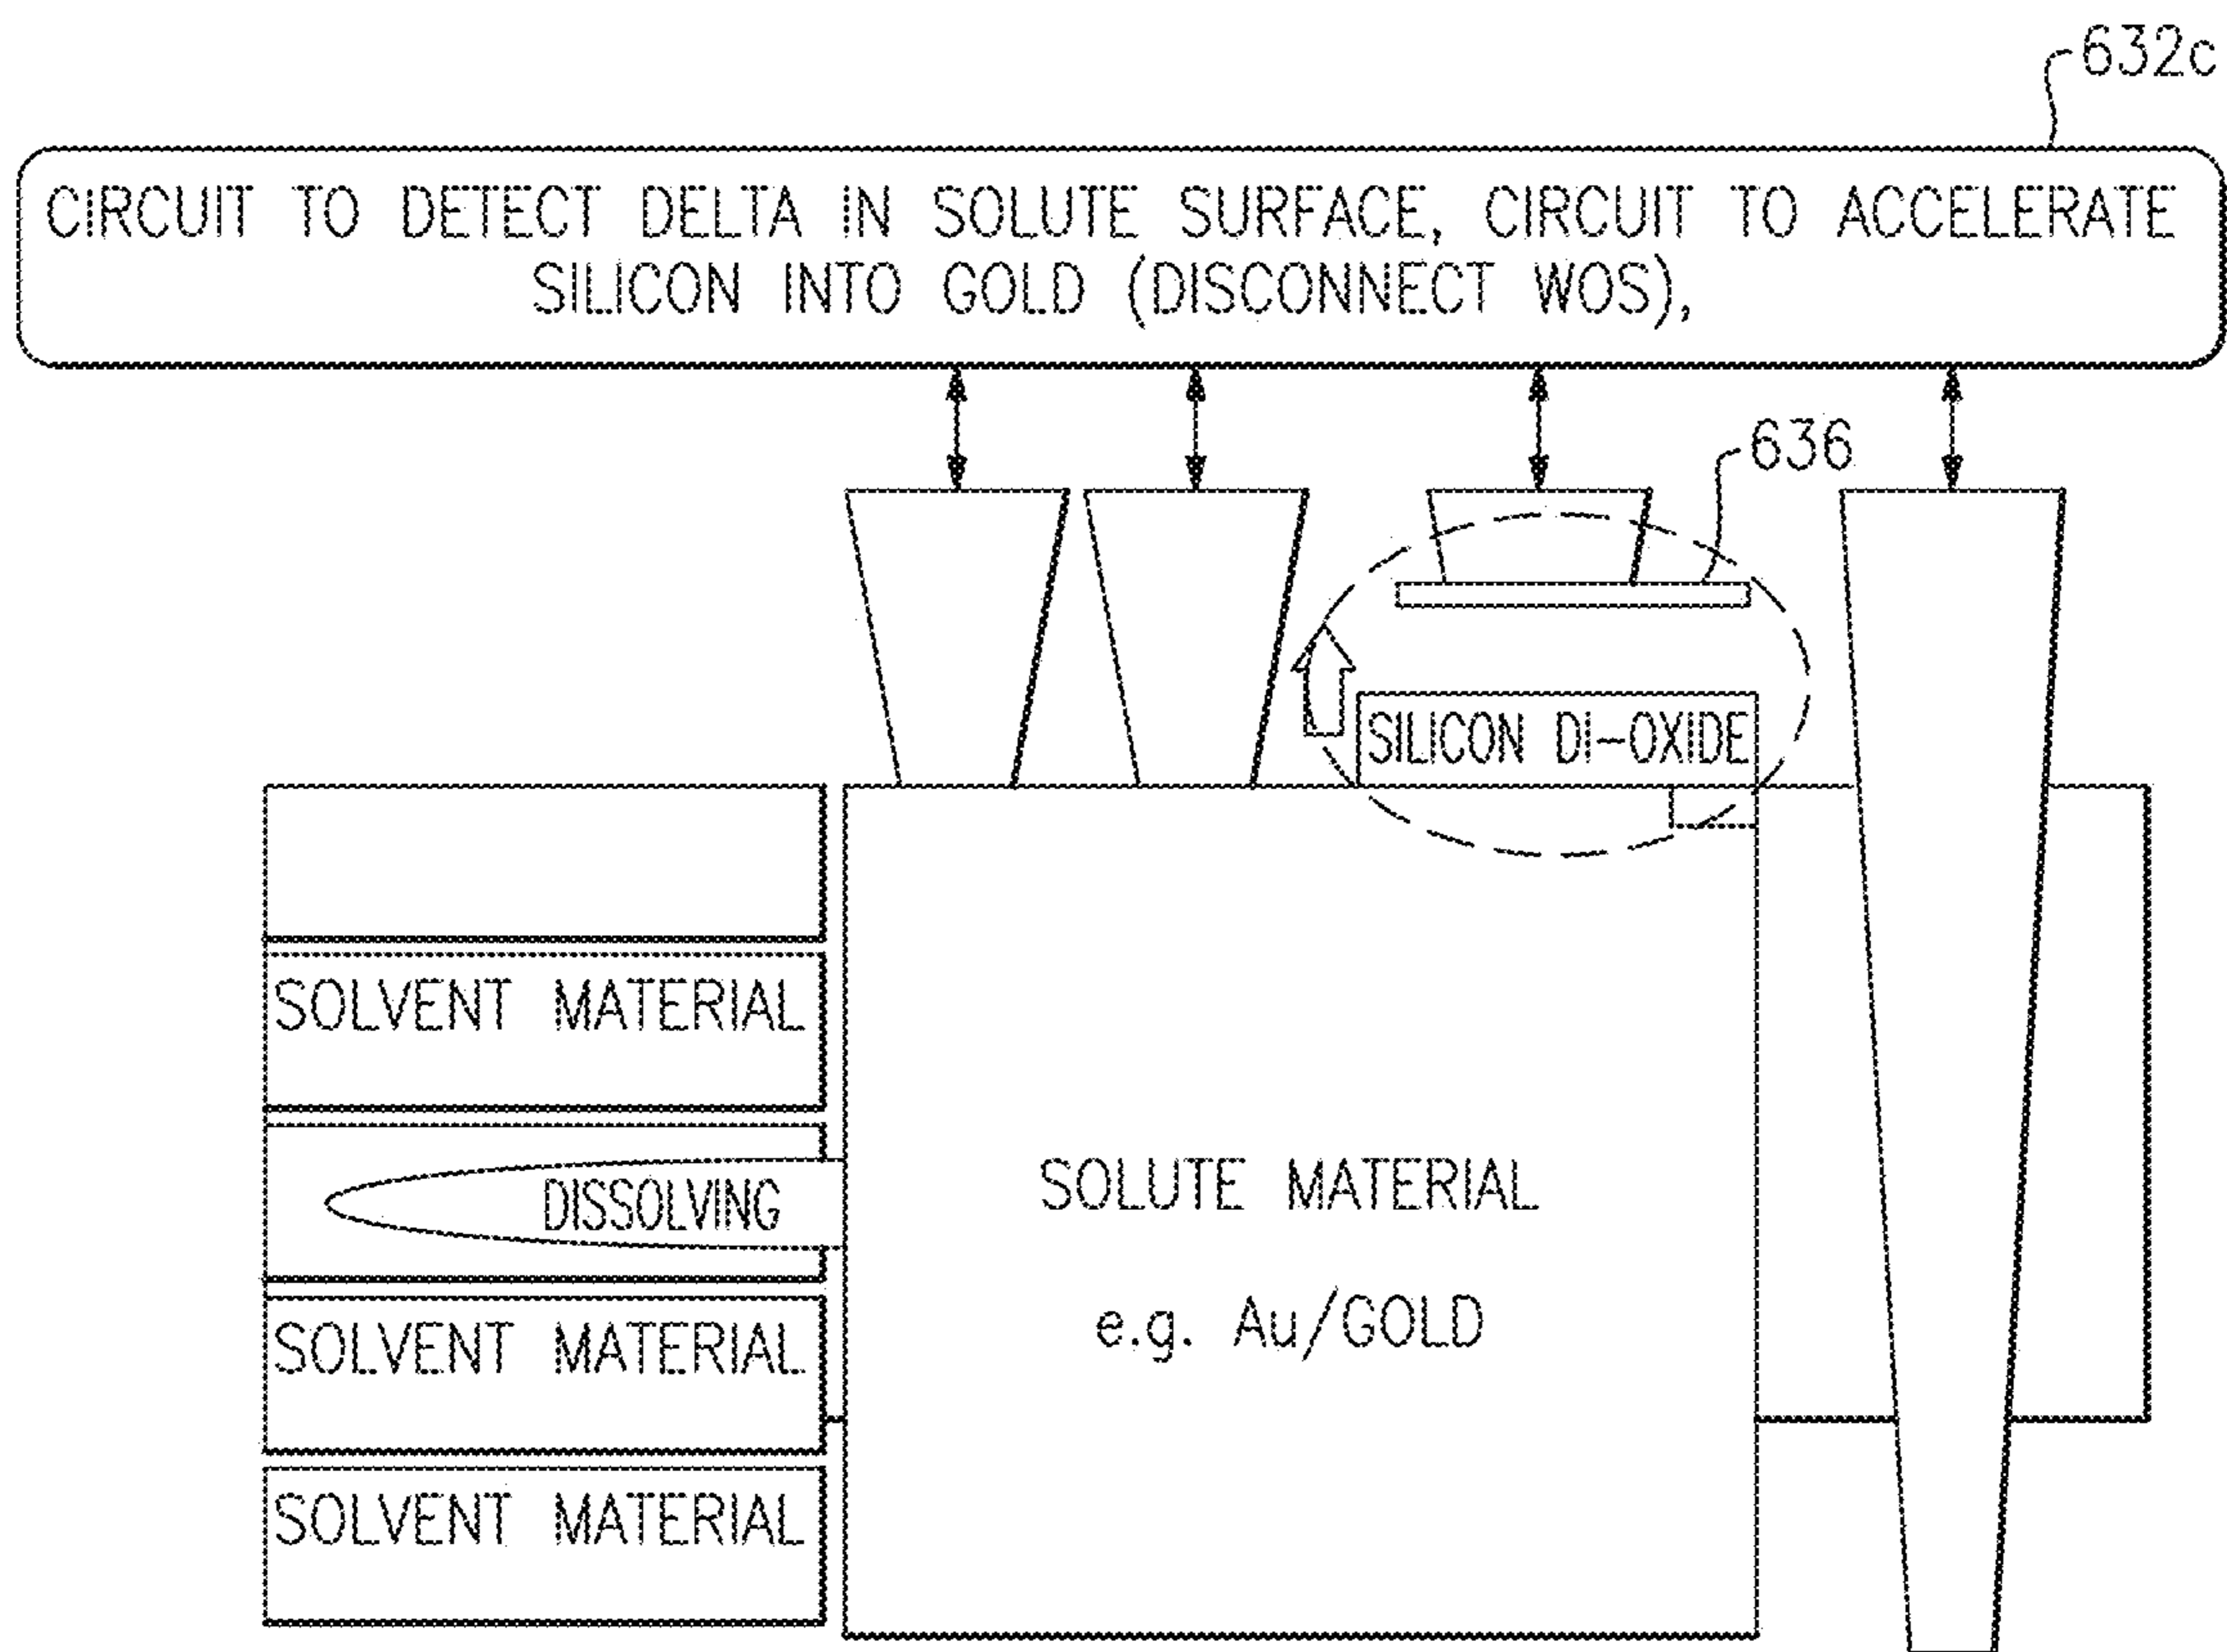 632c
CIRCUIT TO DETECT DELTA IN SOLUTE SURFACE, CIRCUIT TO ACCELERATE
SILICON INTO GOLD (DISCONNECT WOS),
636
SILICON DI-OXIDE
SOLVENT MATERIAL
DISSOLVING
SOLUTE MATERIAL
e.g. Au/GOLD
SOLVENT MATERIAL
SOLVENT MATERIAL